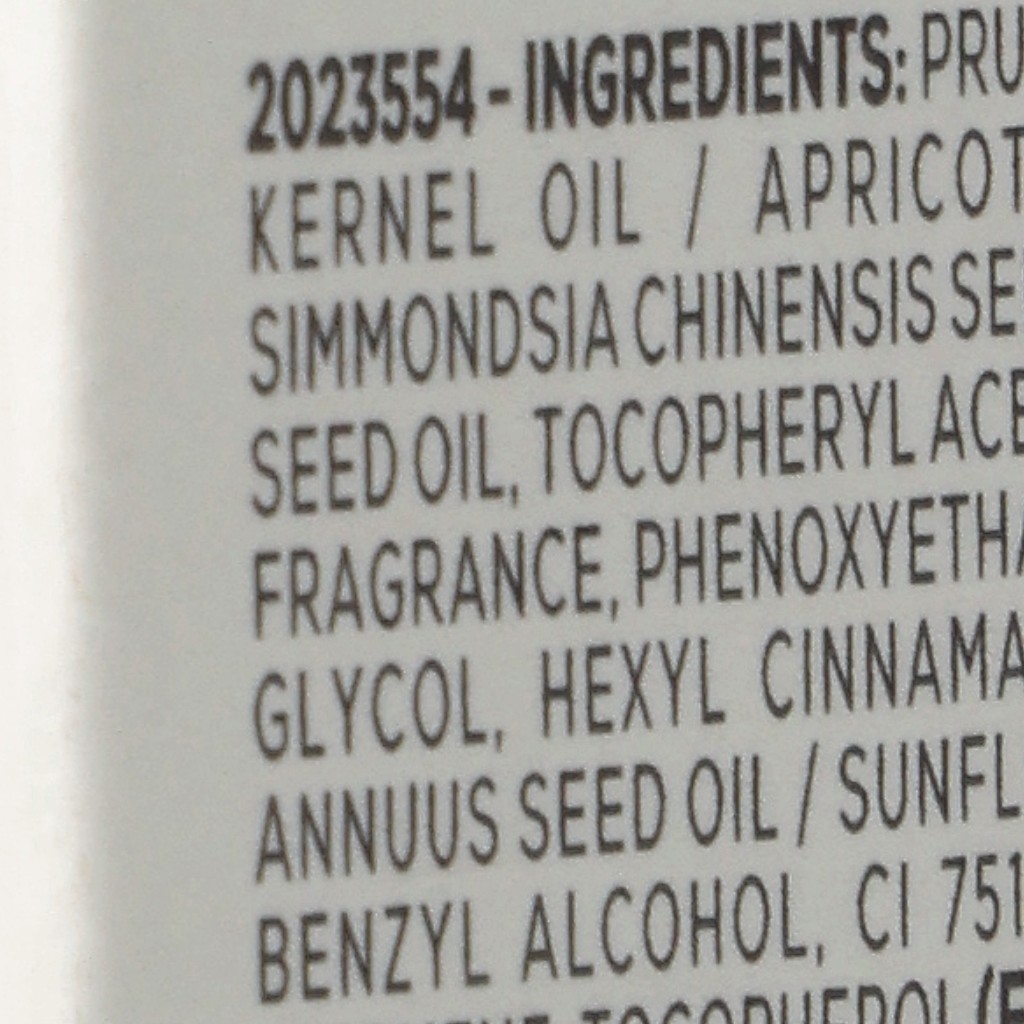 2023554 - INGREDIENTS: PRU
KERNEL OIL / APRICOT
SIMMONDSIA CHINENSIS SE
SEED OIL, TOCOPHERYL ACE
FRAGRANCE, PHENOXYETHA
GLYCOL, HEXYL CINNAMA
ANNUUS SEED OIL / SUNFL
BENZYL ALCOHOL, CI 751
TOCOPHEROL (F